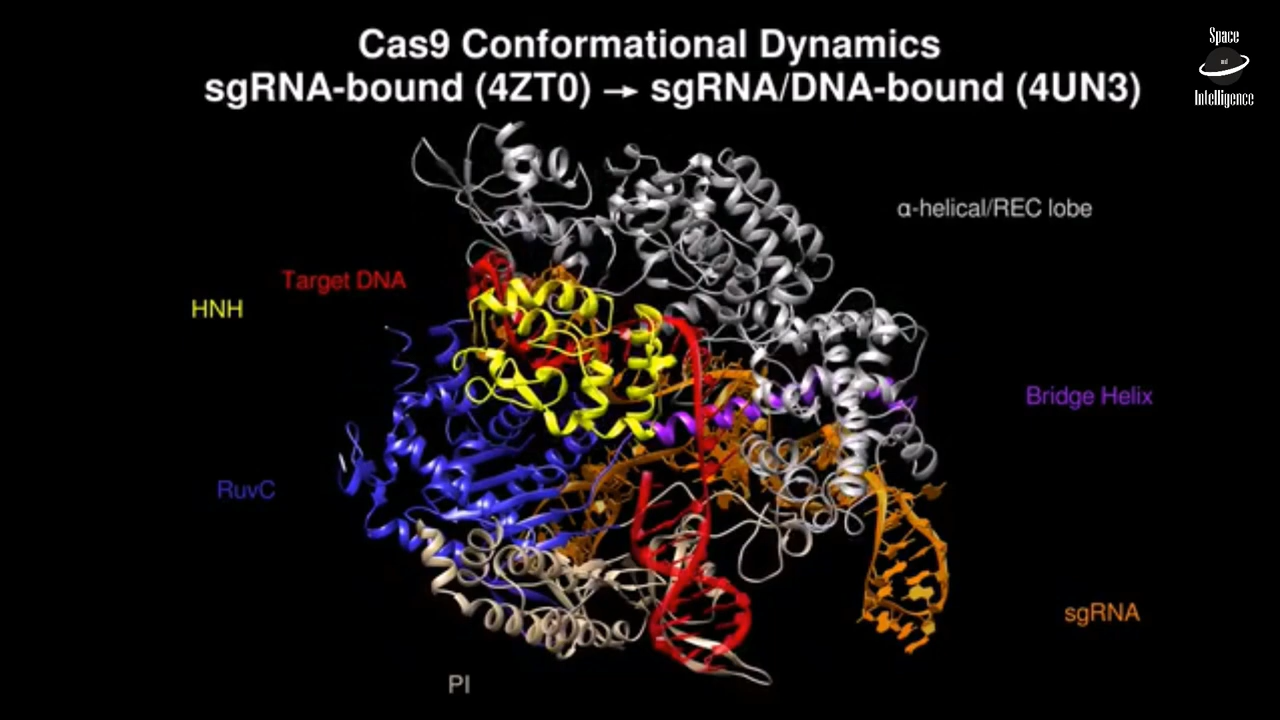 Cas9 Conformational Dynamics
sgRNA-bound (4ZT0) → sgRNA/DNA-bound (4UN3)
Space
and
Intelligence
α-helical/REC lobe
Target DNA
HNH
Bridge Helix
RuvC
sgRNA
PI